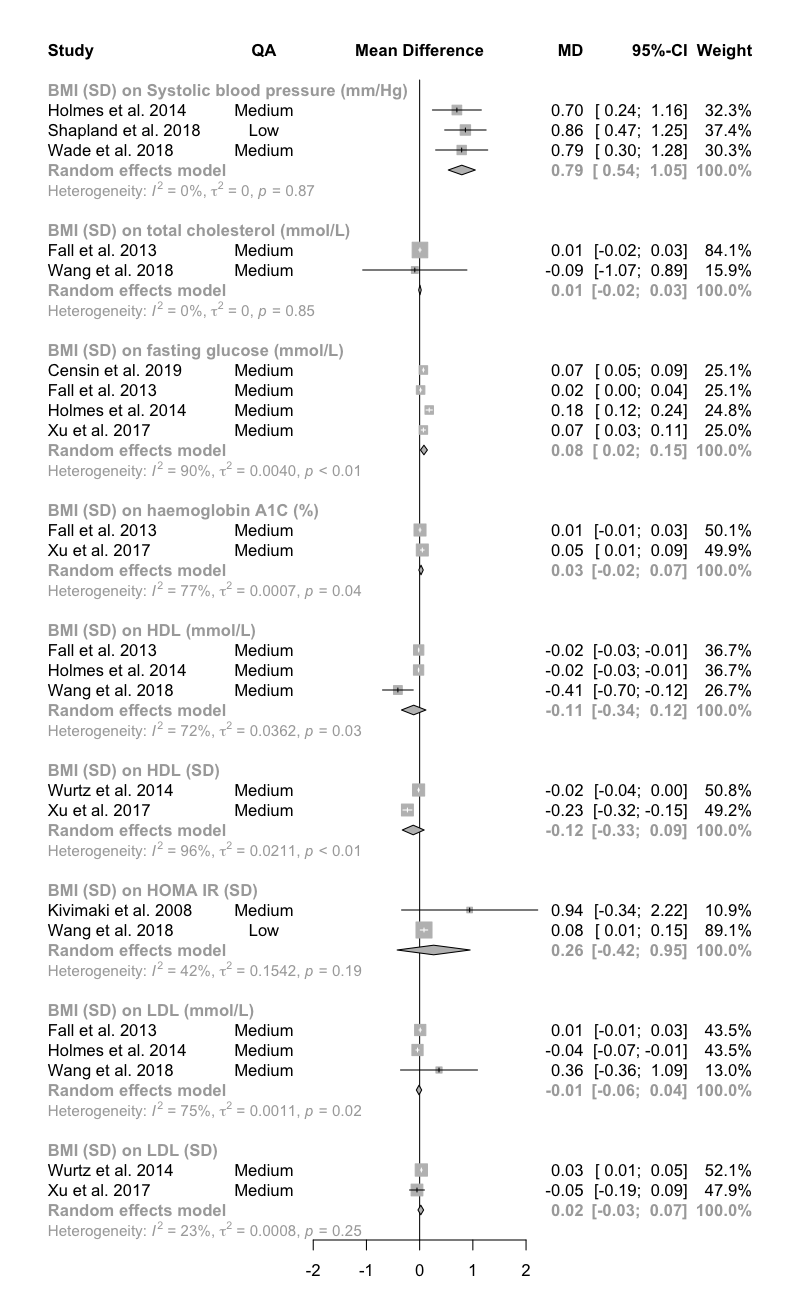 Study QA Mean Difference MD 95%-CI Weight
BMI (SD) on Systolic blood pressure (mm/Hg)
Holmes et al. 2014 Medium 0.70 [ 0.24; 1.16] 32.3%
Shapland et al. 2018 Low 0.86 [ 0.47; 1.25] 37.4%
Wade et al. 2018 Medium 0.79 [ 0.30; 1.28] 30.3%
Random effects model 0.79 [ 0.54; 1.05] 100.0%
Heterogeneity: I² = 0%, τ² = 0, p = 0.87
BMI (SD) on total cholesterol (mmol/L)
Fall et al. 2013 Medium 0.01 [-0.02; 0.03] 84.1%
Wang et al. 2018 Medium -0.09 [-1.07; 0.89] 15.9%
Random effects model 0.01 [-0.02; 0.03] 100.0%
Heterogeneity: I² = 0%, τ² = 0, p = 0.85
BMI (SD) on fasting glucose (mmol/L)
Censin et al. 2019 Medium 0.07 [ 0.05; 0.09] 25.1%
Fall et al. 2013 Medium 0.02 [ 0.00; 0.04] 25.1%
Holmes et al. 2014 Medium 0.18 [ 0.12; 0.24] 24.8%
Xu et al. 2017 Medium 0.07 [ 0.03; 0.11] 25.0%
Random effects model 0.08 [ 0.02; 0.15] 100.0%
Heterogeneity: I² = 90%, τ² = 0.0040, p < 0.01
BMI (SD) on haemoglobin A1C (%)
Fall et al. 2013 Medium 0.01 [-0.01; 0.03] 50.1%
Xu et al. 2017 Medium 0.05 [ 0.01; 0.09] 49.9%
Random effects model 0.03 [-0.02; 0.07] 100.0%
Heterogeneity: I² = 77%, τ² = 0.0007, p = 0.04
BMI (SD) on HDL (mmol/L)
Fall et al. 2013 Medium -0.02 [-0.03; -0.01] 36.7%
Holmes et al. 2014 Medium -0.02 [-0.03; -0.01] 36.7%
Wang et al. 2018 Medium -0.41 [-0.70; -0.12] 26.7%
Random effects model -0.11 [-0.34; 0.12] 100.0%
Heterogeneity: I² = 72%, τ² = 0.0362, p = 0.03
BMI (SD) on HDL (SD)
Wurtz et al. 2014 Medium -0.02 [-0.04; 0.00] 50.8%
Xu et al. 2017 Medium -0.23 [-0.32; -0.15] 49.2%
Random effects model -0.12 [-0.33; 0.09] 100.0%
Heterogeneity: I² = 96%, τ² = 0.0211, p < 0.01
BMI (SD) on HOMA IR (SD)
Kivimaki et al. 2008 Medium 0.94 [-0.34; 2.22] 10.9%
Wang et al. 2018 Low 0.08 [ 0.01; 0.15] 89.1%
Random effects model 0.26 [-0.42; 0.95] 100.0%
Heterogeneity: I² = 42%, τ² = 0.1542, p = 0.19
BMI (SD) on LDL (mmol/L)
Fall et al. 2013 Medium 0.01 [-0.01; 0.03] 43.5%
Holmes et al. 2014 Medium -0.04 [-0.07; -0.01] 43.5%
Wang et al. 2018 Medium 0.36 [-0.36; 1.09] 13.0%
Random effects model -0.01 [-0.06; 0.04] 100.0%
Heterogeneity: I² = 75%, τ² = 0.0011, p = 0.02
BMI (SD) on LDL (SD)
Wurtz et al. 2014 Medium 0.03 [ 0.01; 0.05] 52.1%
Xu et al. 2017 Medium -0.05 [-0.19; 0.09] 47.9%
Random effects model 0.02 [-0.03; 0.07] 100.0%
Heterogeneity: I² = 23%, τ² = 0.0008, p = 0.25
-2 -1 0 1 2